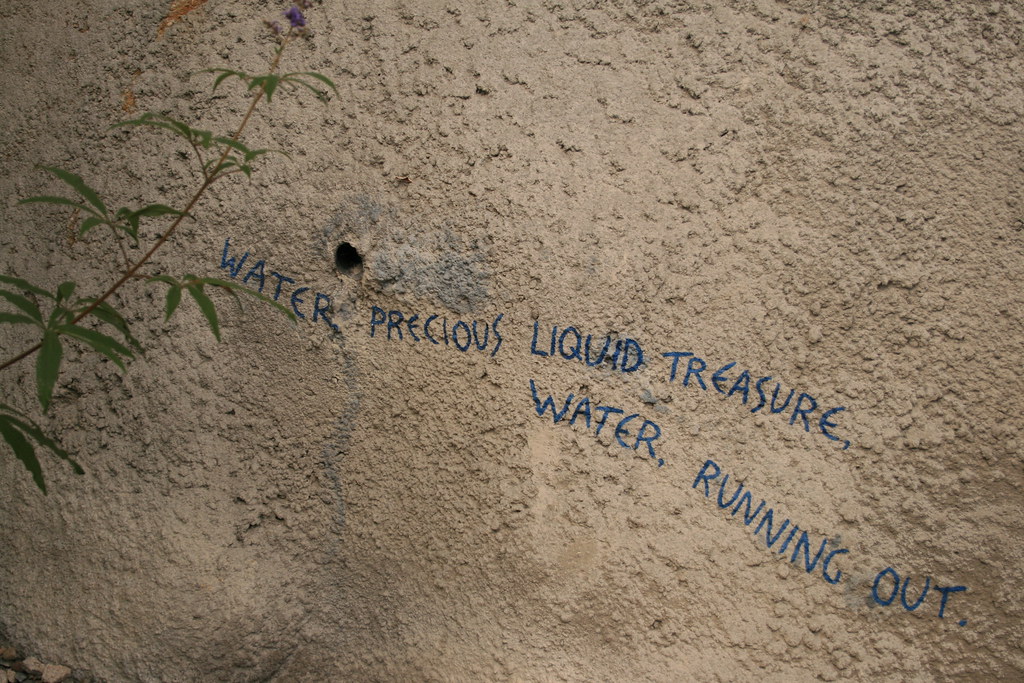 WATER, PRECIOUS LIQUID TREASURE,
WATER, RUNNING OUT.